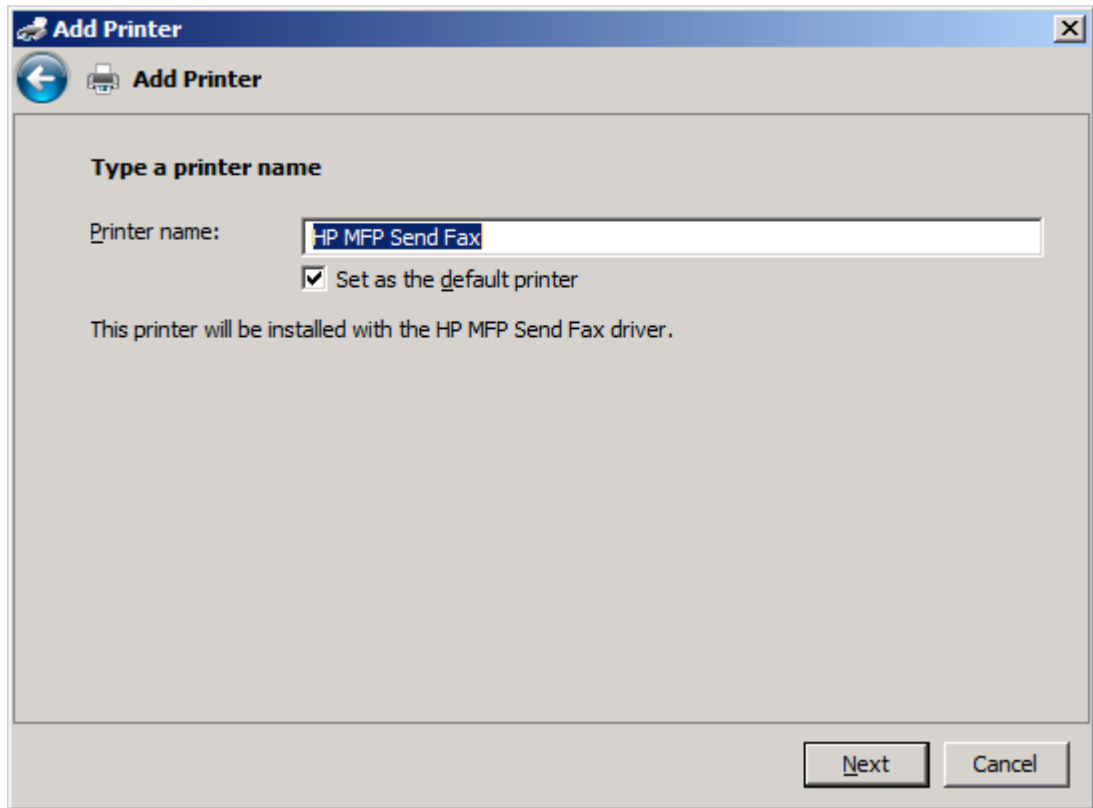 Add Printer
Add Printer
Type a printer name
Printer name: HP MFP Send Fax
Set as the default printer
This printer will be installed with the HP MFP Send Fax driver.
Next Cancel